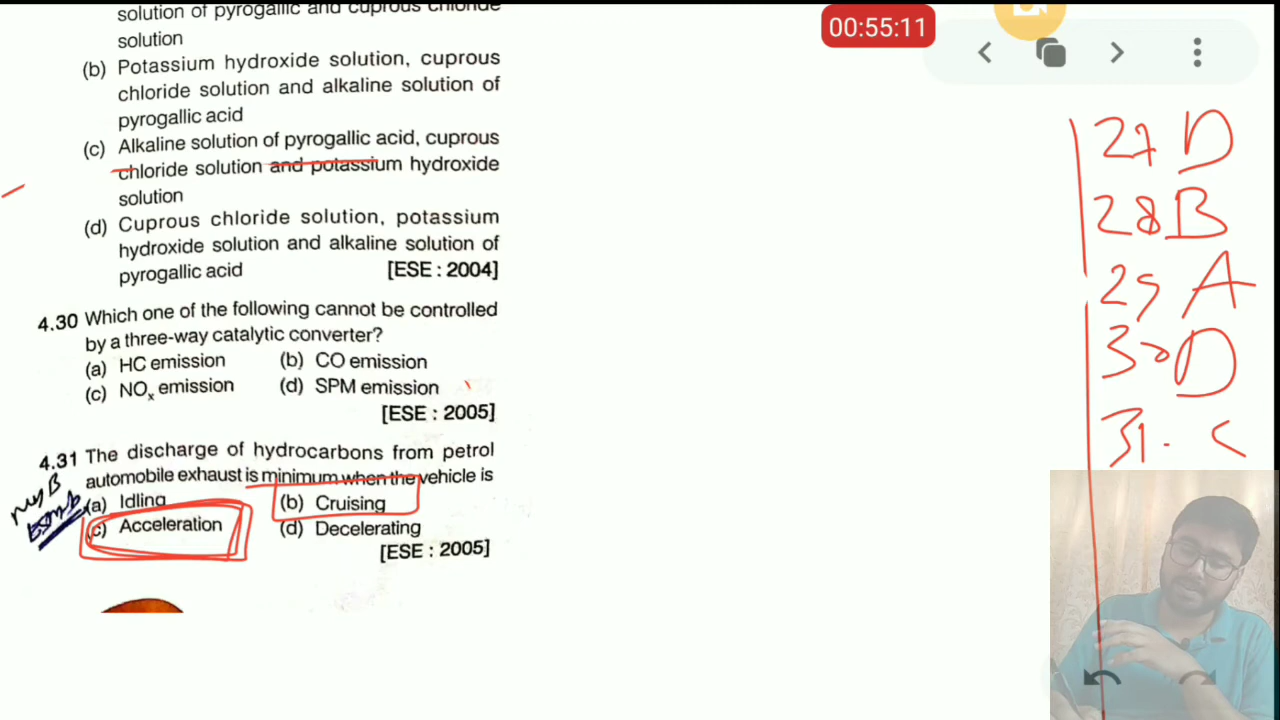 solution of pyrogallic and cuprous chloride
solution
(b) Potassium hydroxide solution, cuprous
chloride solution and alkaline solution of
pyrogallic acid
(c) Alkaline solution of pyrogallic acid, cuprous
chloride solution and potassium hydroxide
solution
(d) Cuprous chloride solution, potassium
hydroxide solution and alkaline solution of
pyrogallic acid [ESE : 2004]
4.30 Which one of the following cannot be controlled
by a three-way catalytic converter?
(a) HC emission (b) CO emission
(c) NOx emission (d) SPM emission
[ESE : 2005]
4.31 The discharge of hydrocarbons from petrol
automobile exhaust is minimum when the vehicle is
(a) Idling (b) Cruising
(c) Acceleration (d) Decelerating
[ESE : 2005]
00:55:11
27 D
28 B
29 A
30 D
31. C